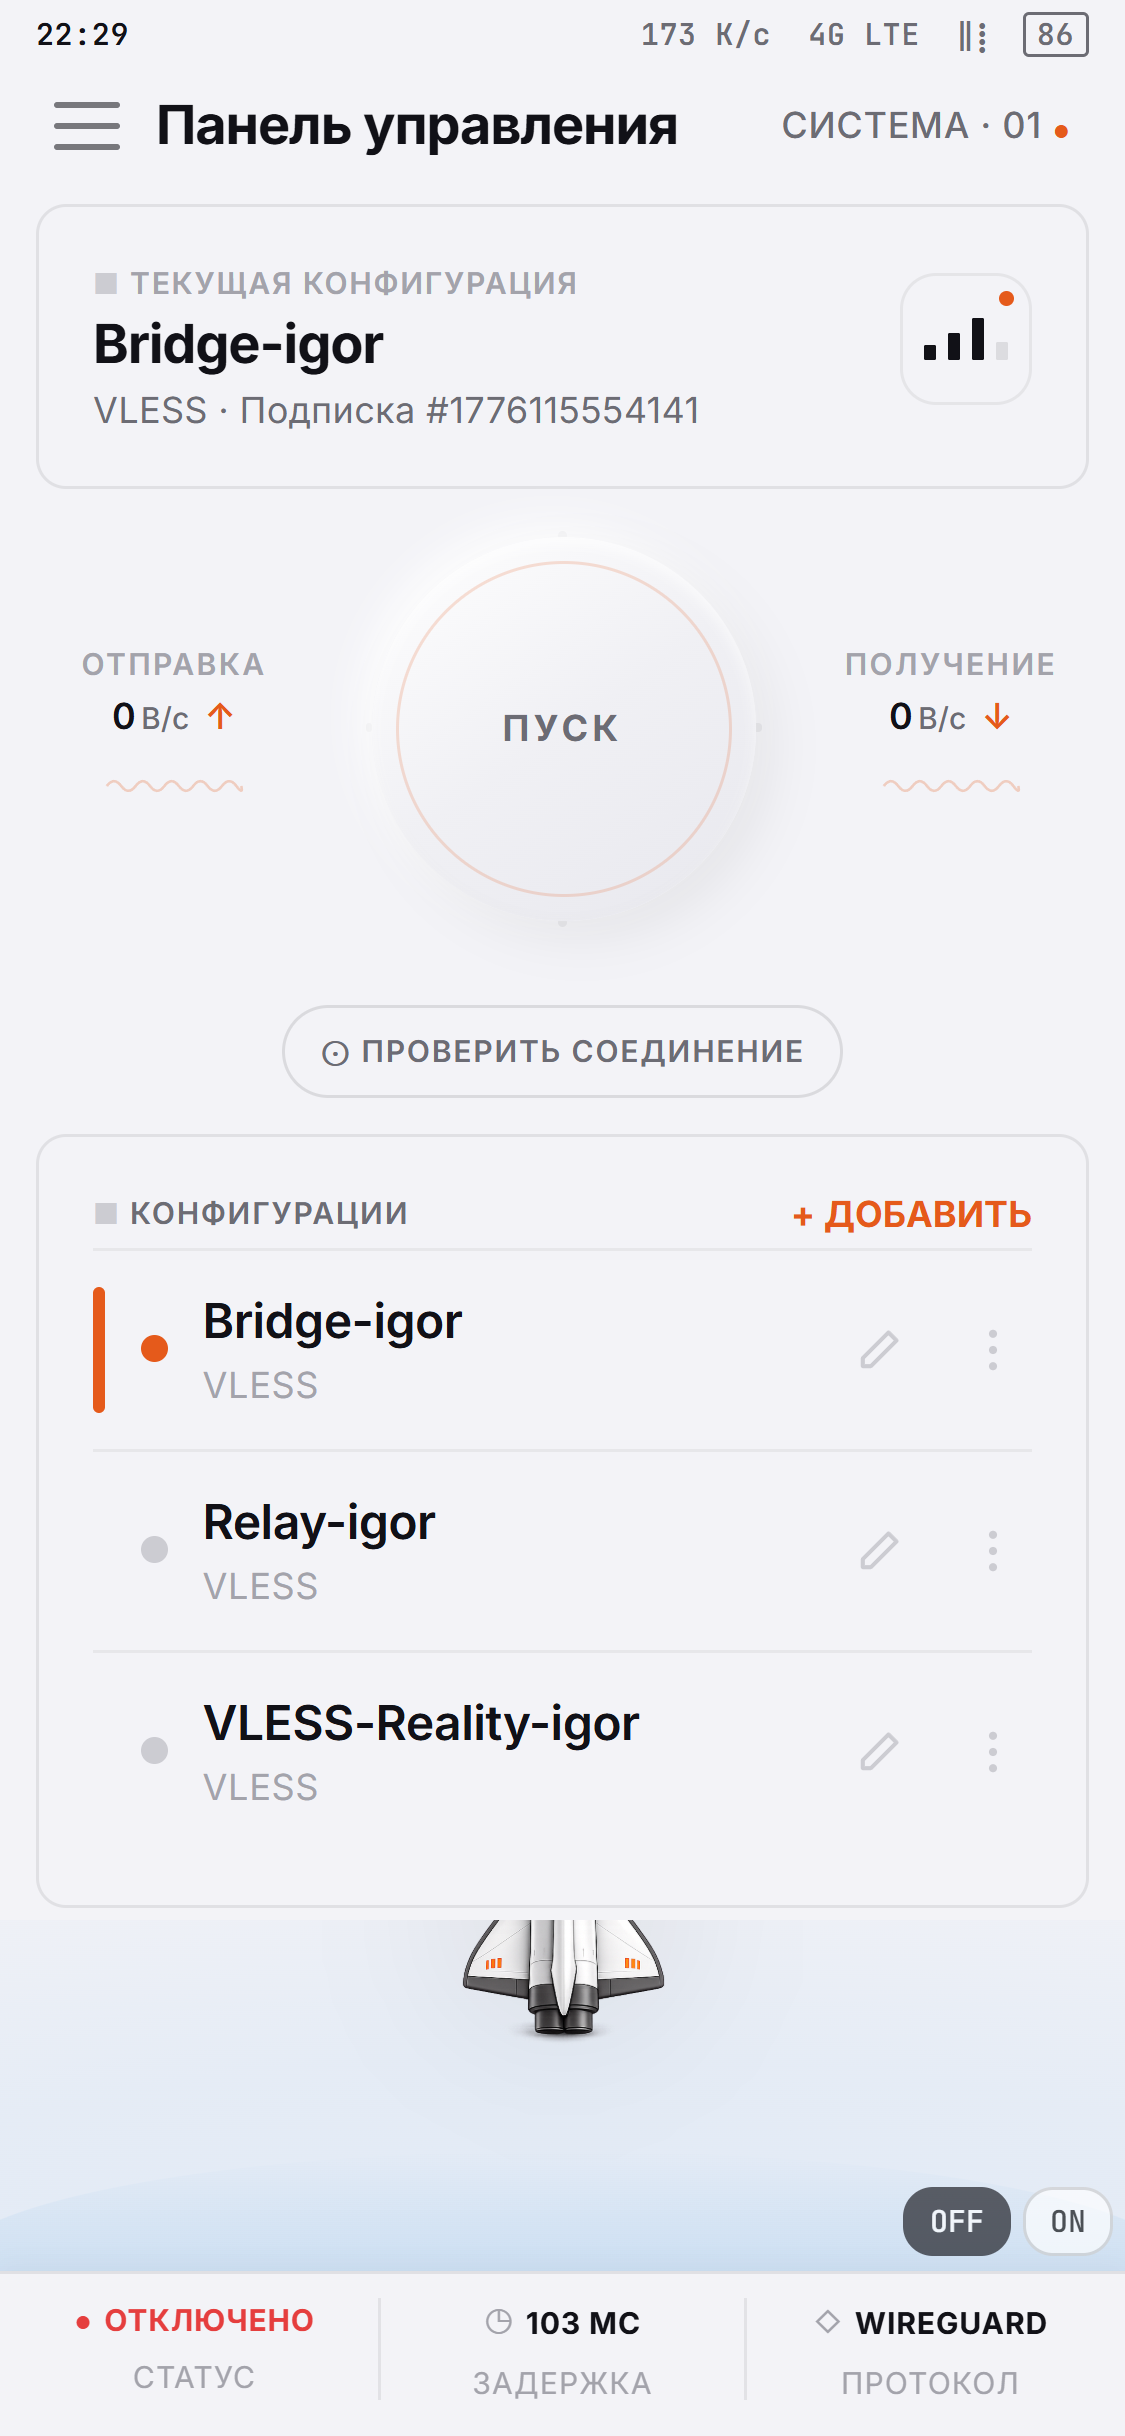 22:29 173 К/с 4G LTE 86
Панель управления СИСТЕМА · 01
ТЕКУЩАЯ КОНФИГУРАЦИЯ
Bridge-igor
VLESS · Подписка #1776115554141
ОТПРАВКА
0 В/с ↑
ПУСК
ПОЛУЧЕНИЕ
0 В/с ↓
ПРОВЕРИТЬ СОЕДИНЕНИЕ
КОНФИГУРАЦИИ + ДОБАВИТЬ
Bridge-igor
VLESS
Relay-igor
VLESS
VLESS-Reality-igor
VLESS
OFF ON
ОТКЛЮЧЕНО 103 МС WIREGUARD
СТАТУС ЗАДЕРЖКА ПРОТОКОЛ